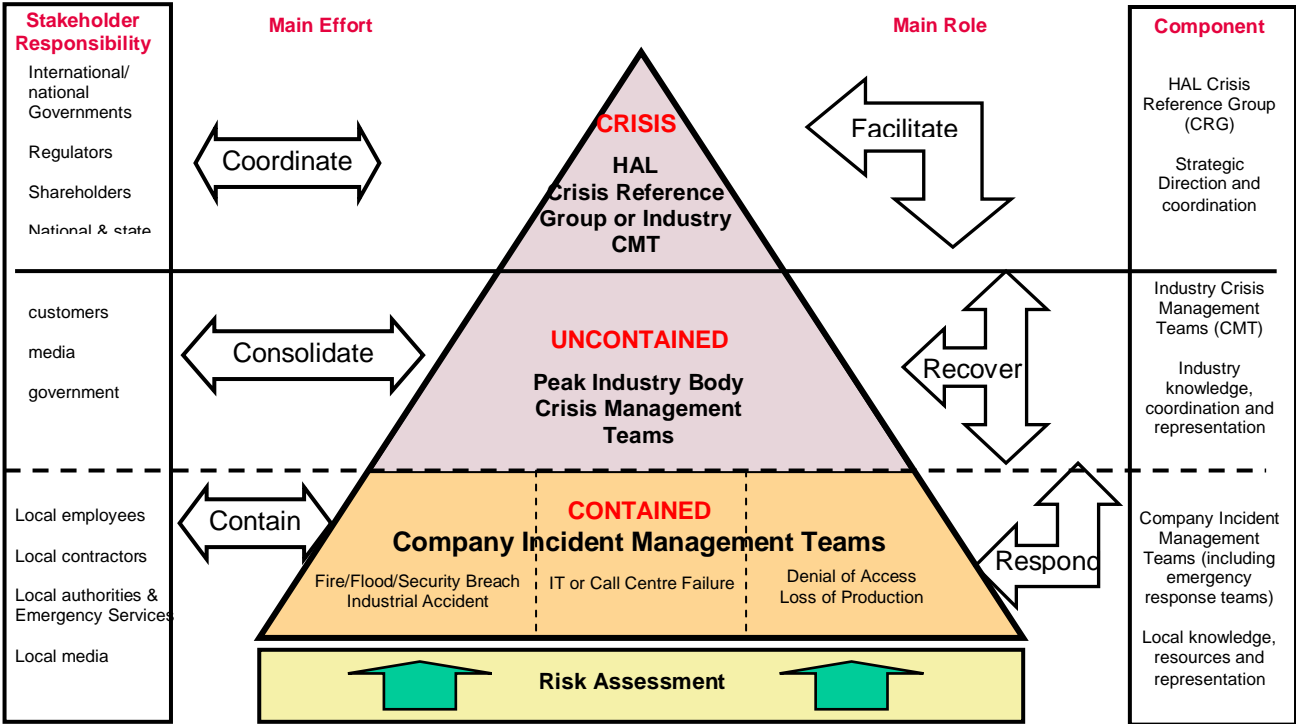 Stakeholder
Responsibility
International/
national
Governments
Regulators
Shareholders
National & state
customers
media
government
Local employees
Local contractors
Local authorities &
Emergency Services
Local media
Main Effort
Coordinate
Consolidate
Contain
CRISIS
HAL
Crisis Reference
Group or Industry
CMT
UNCONTAINED
Peak Industry Body
Crisis Management
Teams
CONTAINED
Company Incident Management Teams
Fire/Flood/Security Breach
Industrial Accident
IT or Call Centre Failure
Denial of Access
Loss of Production
Risk Assessment
Main Role
Facilitate
Recover
Respond
Component
HAL Crisis
Reference Group
(CRG)
Strategic
Direction and
coordination
Industry Crisis
Management
Teams (CMT)
Industry
knowledge,
coordination and
representation
Company Incident
Management
Teams (including
emergency
response teams)
Local knowledge,
resources and
representation